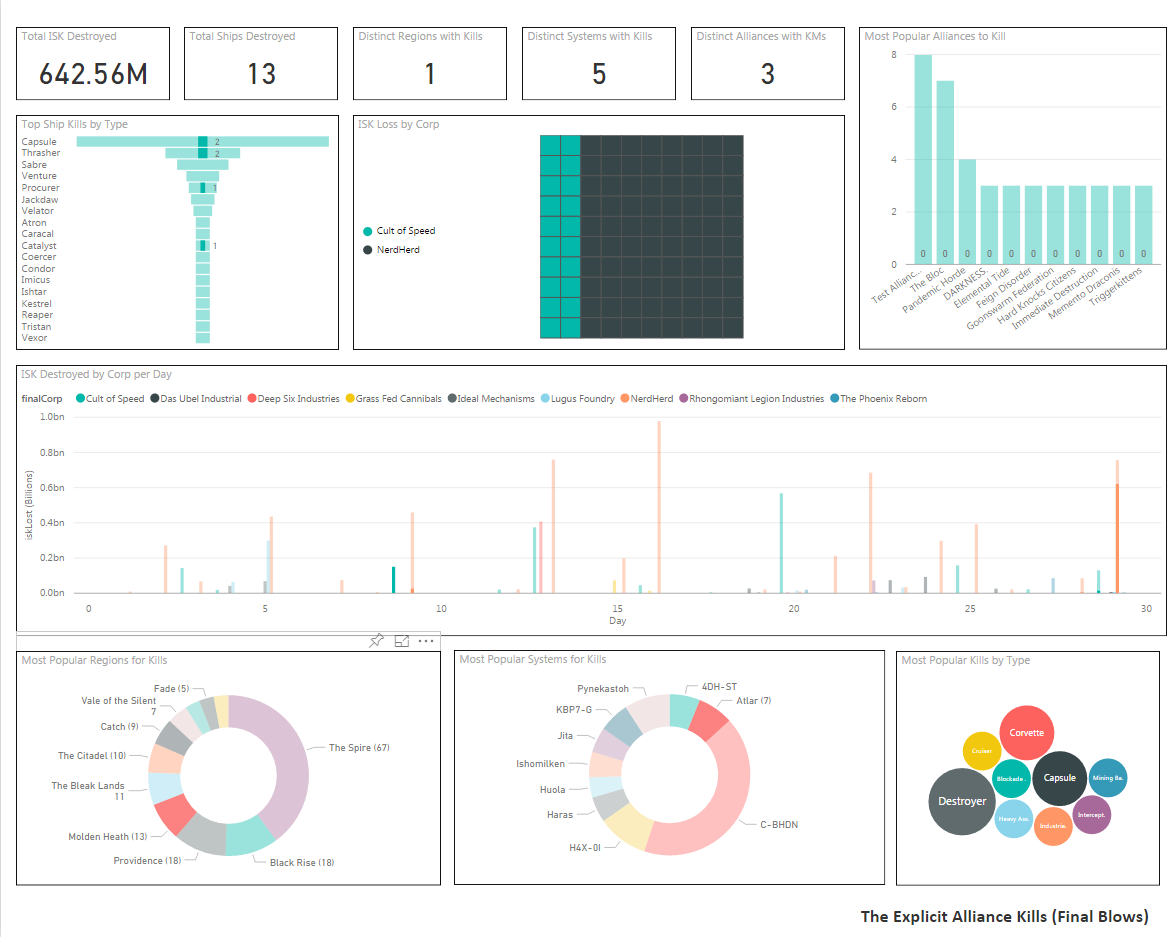 Total ISK Destroyed
642.56M
Total Ships Destroyed
13
Distinct Regions with Kills
1
Distinct Systems with Kills
5
Distinct Alliances with KMs
3
Most Popular Alliances to Kill
8
6
4
2
0
0 0 0 0 0 0 0 0 0 0 0
Test Allianc...
The Bloc
Pandemic Horde
DARKNESS.
Elemental Tide
Feign Disorder
Goonswarm Federation
Hard Knocks Citizens
Immediate Destruction
Memento Draconis
Triggerkittens
Top Ship Kills by Type
Capsule 2
Thrasher 2
Sabre
Venture
Procurer 1
Jackdaw
Velator
Atron
Caracal
Catalyst 1
Coercer
Condor
Imicus
Ishtar
Kestrel
Reaper
Tristan
Vexor
ISK Loss by Corp
Cult of Speed
NerdHerd
ISK Destroyed by Corp per Day
finalCorp Cult of Speed Das Ubel Industrial Deep Six Industries Grass Fed Cannibals Ideal Mechanisms Lugus Foundry NerdHerd Rhongomiant Legion Industries The Phoenix Reborn
iskLost (Billions)
1.0bn
0.8bn
0.6bn
0.4bn
0.2bn
0.0bn
0 5 10 15 20 25 30
Day
Most Popular Regions for Kills
Fade (5)
Vale of the Silent
7
Catch (9)
The Citadel (10)
The Bleak Lands
11
Molden Heath (13)
Providence (18)
Black Rise (18)
The Spire (67)
Most Popular Systems for Kills
Pynekastoh
KBP7-G
Jita
Ishomilken
Huola
Haras
H4X-0I
4DH-ST
Atlar (7)
C-BHDN
Most Popular Kills by Type
Corvette
Cruiser
Blockade .
Capsule
Mining Ba.
Destroyer
Heavy Ass.
Industria.
Intercept.
The Explicit Alliance Kills (Final Blows)